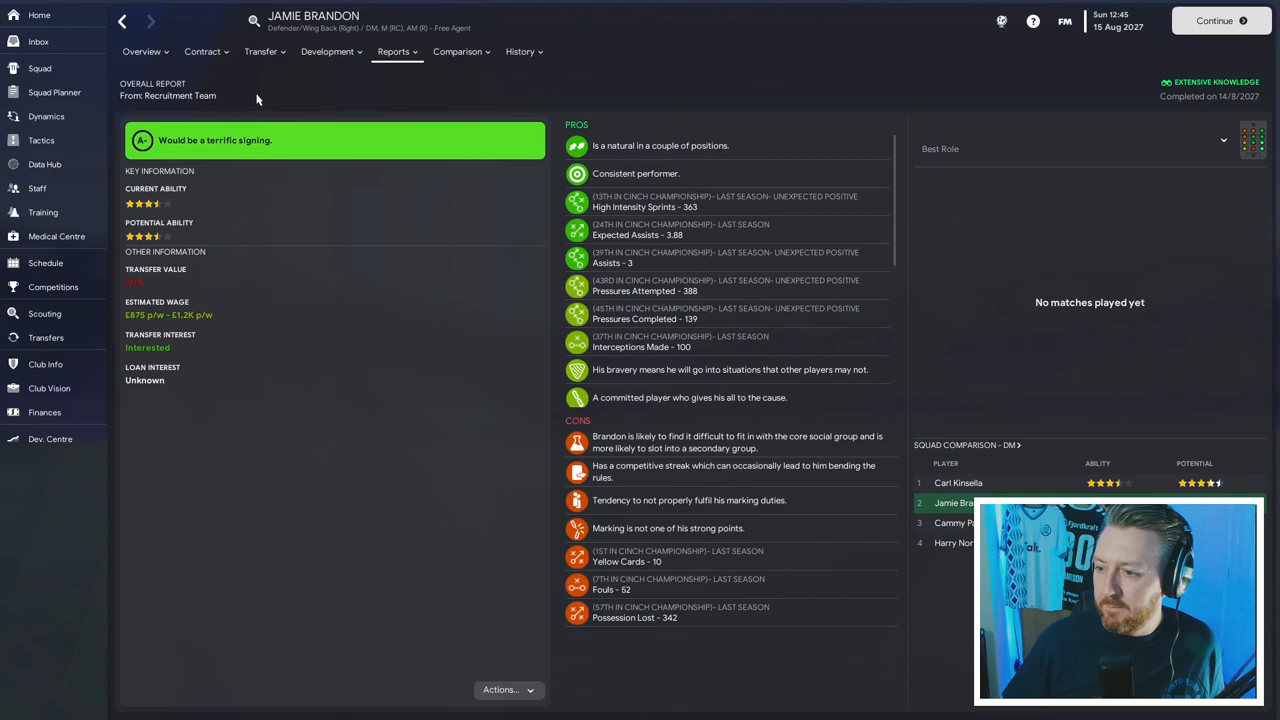 Home
Inbox
Squad
Squad Planner
Dynamics
Tactics
Data Hub
Staff
Training
Medical Centre
Schedule
Competitions
Scouting
Transfers
Club Info
Club Vision
Finances
Dev. Centre
JAMIE BRANDON
Defender/Wing Back (Right) / DM, M (RC), AM (R) - Free Agent
FM
Sun 12:45
15 Aug 2027
Continue
Overview
Contract
Transfer
Development
Reports
Comparison
History
OVERALL REPORT
From: Recruitment Team
EXTENSIVE KNOWLEDGE
Completed on 14/8/2027
A-
Would be a terrific signing.
KEY INFORMATION
CURRENT ABILITY
POTENTIAL ABILITY
OTHER INFORMATION
TRANSFER VALUE
N/A
ESTIMATED WAGE
£875 p/w - £1.2K p/w
TRANSFER INTEREST
Interested
LOAN INTEREST
Unknown
Actions...
PROS
Is a natural in a couple of positions.
Consistent performer.
(13TH IN CINCH CHAMPIONSHIP)- LAST SEASON- UNEXPECTED POSITIVE
High Intensity Sprints - 363
(24TH IN CINCH CHAMPIONSHIP)- LAST SEASON
Expected Assists - 3.88
(39TH IN CINCH CHAMPIONSHIP)- LAST SEASON- UNEXPECTED POSITIVE
Assists - 3
(43RD IN CINCH CHAMPIONSHIP)- LAST SEASON- UNEXPECTED POSITIVE
Pressures Attempted - 388
(45TH IN CINCH CHAMPIONSHIP)- LAST SEASON- UNEXPECTED POSITIVE
Pressures Completed - 139
(37TH IN CINCH CHAMPIONSHIP)- LAST SEASON
Interceptions Made - 100
His bravery means he will go into situations that other players may not.
A committed player who gives his all to the cause.
CONS
Brandon is likely to find it difficult to fit in with the core social group and is
more likely to slot into a secondary group.
Has a competitive streak which can occasionally lead to him bending the
rules.
Tendency to not properly fulfil his marking duties.
Marking is not one of his strong points.
(1ST IN CINCH CHAMPIONSHIP)- LAST SEASON
Yellow Cards - 10
(7TH IN CINCH CHAMPIONSHIP)- LAST SEASON
Fouls - 52
(57TH IN CINCH CHAMPIONSHIP)- LAST SEASON
Possession Lost - 342
Best Role
No matches played yet
SQUAD COMPARISON - DM
PLAYER ABILITY POTENTIAL
1 Carl Kinsella
2 Jamie Bra
3 Cammy Pa
4 Harry Nor
Fjordkraft